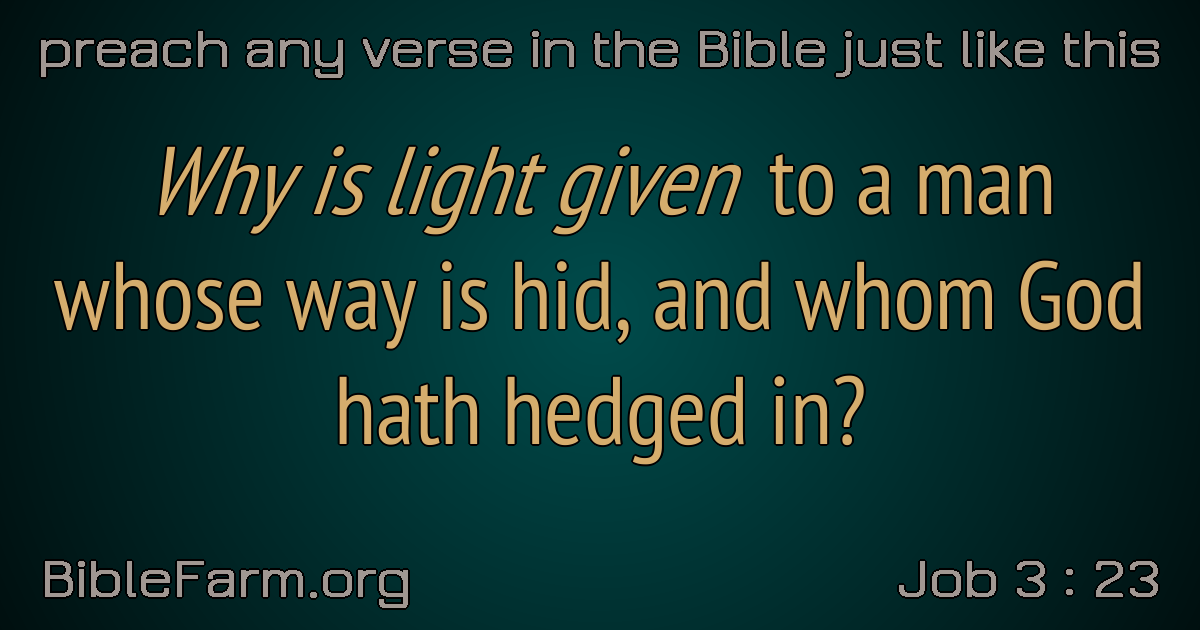 preach any verse in the Bible just like this
Why is light given to a man
whose way is hid, and whom God
hath hedged in?
BibleFarm.org
Job 3 : 23